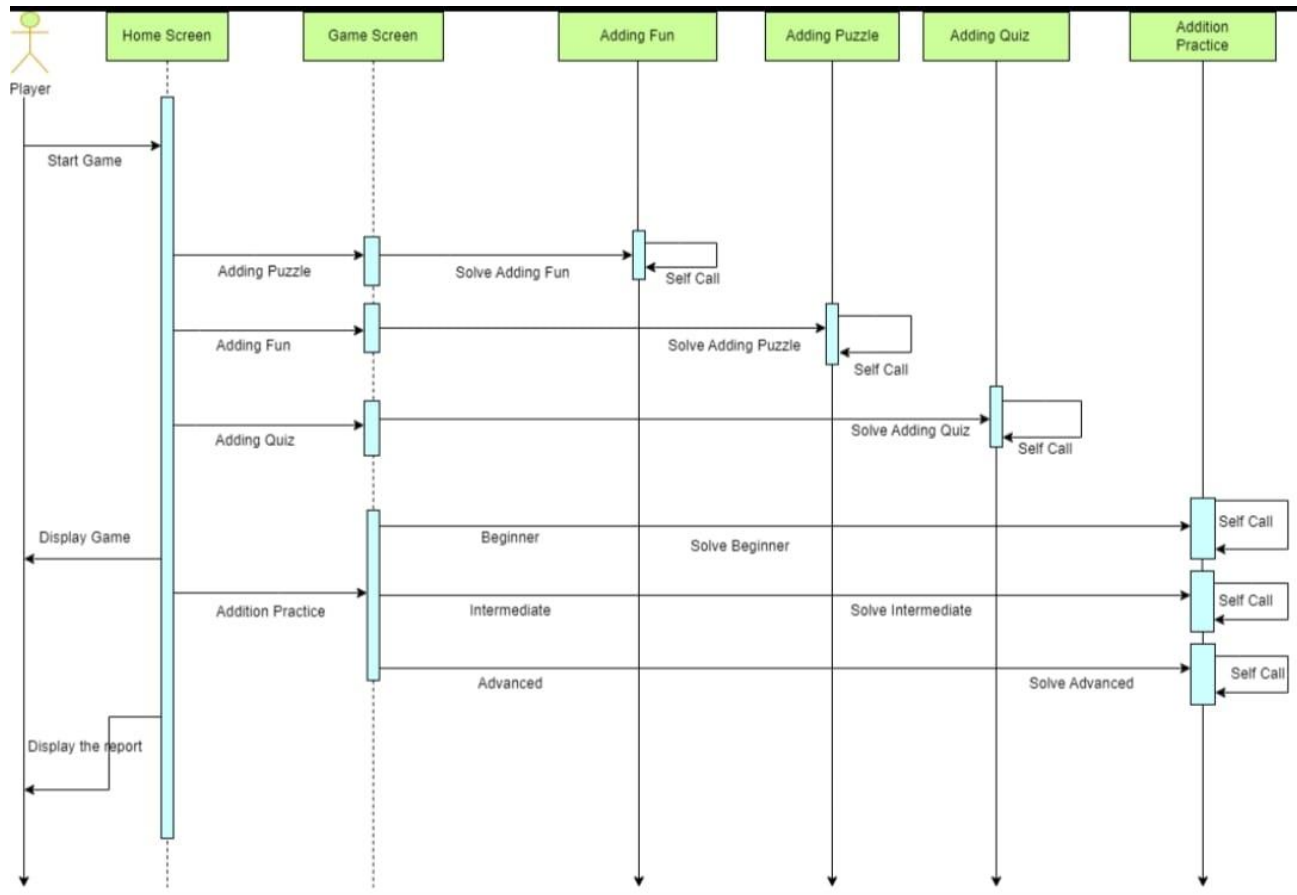 Home Screen
Game Screen
Adding Fun
Adding Puzzle
Adding Quiz
Addition
Practice
Player
Start Game
Adding Puzzle
Solve Adding Fun
Self Call
Adding Fun
Solve Adding Puzzle
Self Call
Adding Quiz
Solve Adding Quiz
Self Call
Display Game
Beginner
Solve Beginner
Self Call
Addition Practice
Intermediate
Solve Intermediate
Self Call
Advanced
Solve Advanced
Self Call
Display the report